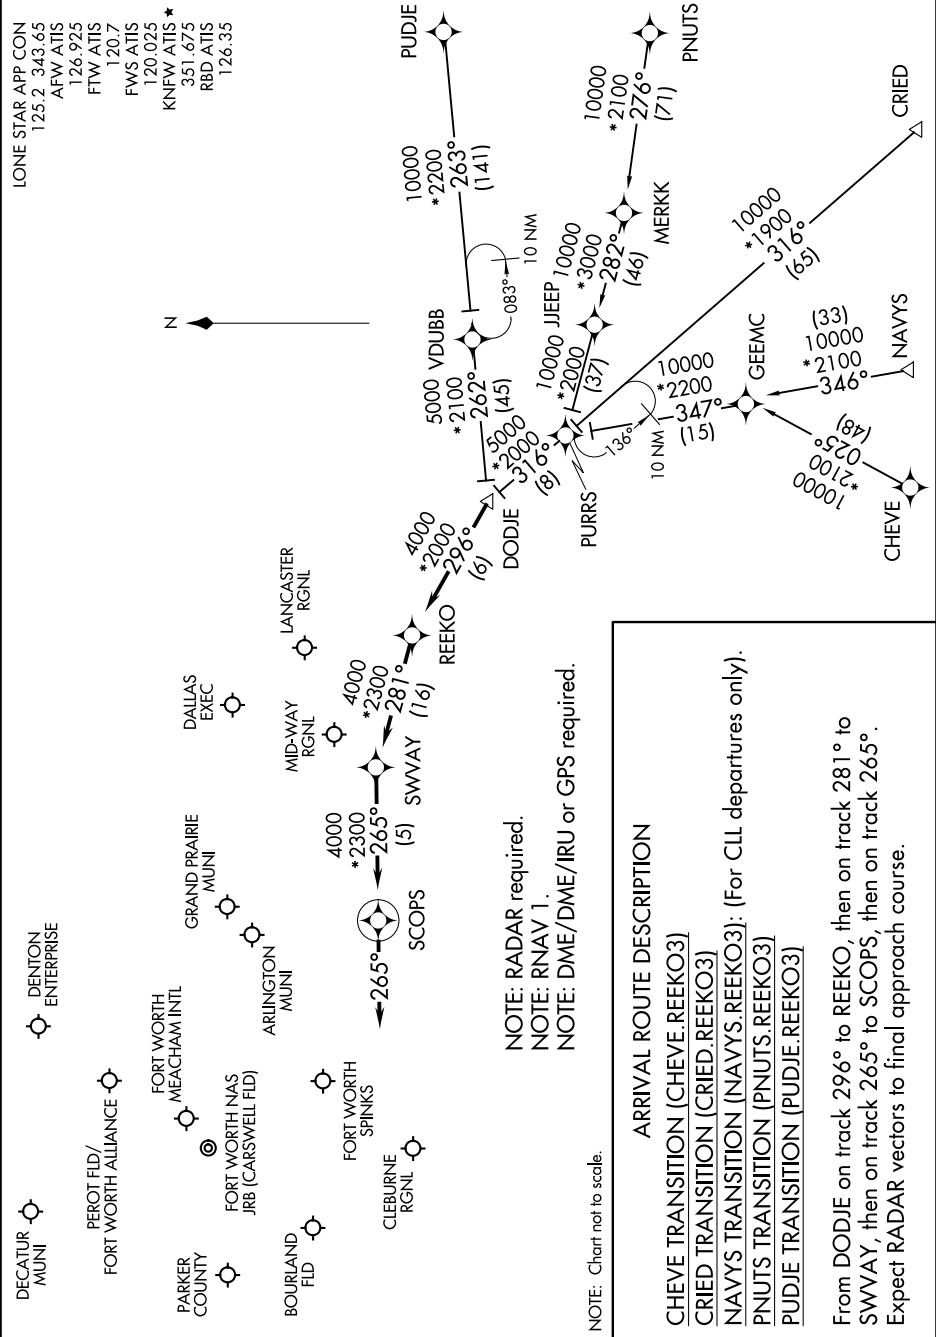 LONE STAR APP CON
125.2 343.65
AFW ATIS
126.925
FTW ATIS
120.7
FWS ATIS
120.025
KNFW ATIS ★
351.675
RBD ATIS
126.35
N
DECATUR
MUNI
DENTON
ENTERPRISE
PEROT FLD/
FORT WORTH ALLIANCE
FORT WORTH
MEACHAM INTL
FORT WORTH NAS
JRB (CARSWELL FLD)
PARKER
COUNTY
BOURLAND
FLD
CLEBURNE
RGNL
FORT WORTH
SPINKS
GRAND PRAIRIE
MUNI
ARLINGTON
MUNI
DALLAS
EXEC
MID-WAY
RGNL
LANCASTER
RGNL
265°
SCOPS
4000
*2300
265°
(5)
SWVAY
4000
*2300
281°
(16)
REEKO
4000
*2000
296°
(6)
DODJE
5000
*2100
262°
(45)
VDUBB
083°
10 NM
10000
*2200
263°
(141)
PUDJE
5000
*2000
316°
(8)
PURRS
10000
*2000
(37)
JJEEP
10000
*3000
282°
(46)
MERKK
10000
*2100
276°
(71)
PNUTS
136°
10 NM
10000
*1900
316°
(65)
CRIED
10000
*2200
347°
(15)
GEEMC
(33)
10000
*2100
346°
NAVYS
(48)
025°
*2100
10000
CHEVE
NOTE: RADAR required.
NOTE: RNAV 1.
NOTE: DME/DME/IRU or GPS required.
NOTE: Chart not to scale.
ARRIVAL ROUTE DESCRIPTION
CHEVE TRANSITION (CHEVE.REEKO3)
CRIED TRANSITION (CRIED.REEKO3)
NAVYS TRANSITION (NAVYS.REEKO3): (For CLL departures only).
PNUTS TRANSITION (PNUTS.REEKO3)
PUDJE TRANSITION (PUDJE.REEKO3)
From DODJE on track 296° to REEKO, then on track 281° to
SWVAY, then on track 265° to SCOPS, then on track 265°.
Expect RADAR vectors to final approach course.